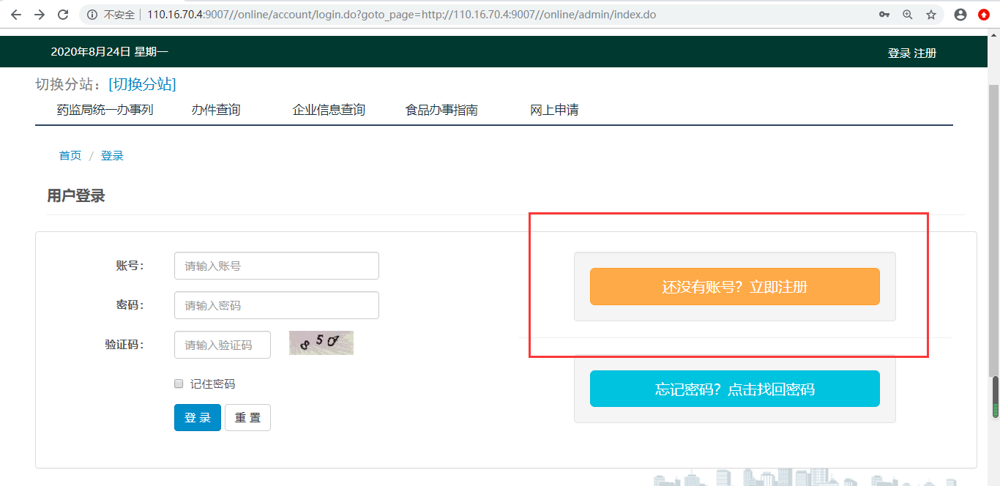 不安全 110.16.70.4:9007//online/account/login.do?goto_page=http://110.16.70.4:9007//online/admin/index.do
2020年8月24日 星期一
登录 注册
切换分站：[切换分站]
药监局统一办事列 办件查询 企业信息查询 食品办事指南 网上申请
首页 / 登录
用户登录
账号： 请输入账号
还没有账号？立即注册
密码： 请输入密码
验证码： 请输入验证码
忘记密码？点击找回密码
记住密码
登 录 重 置